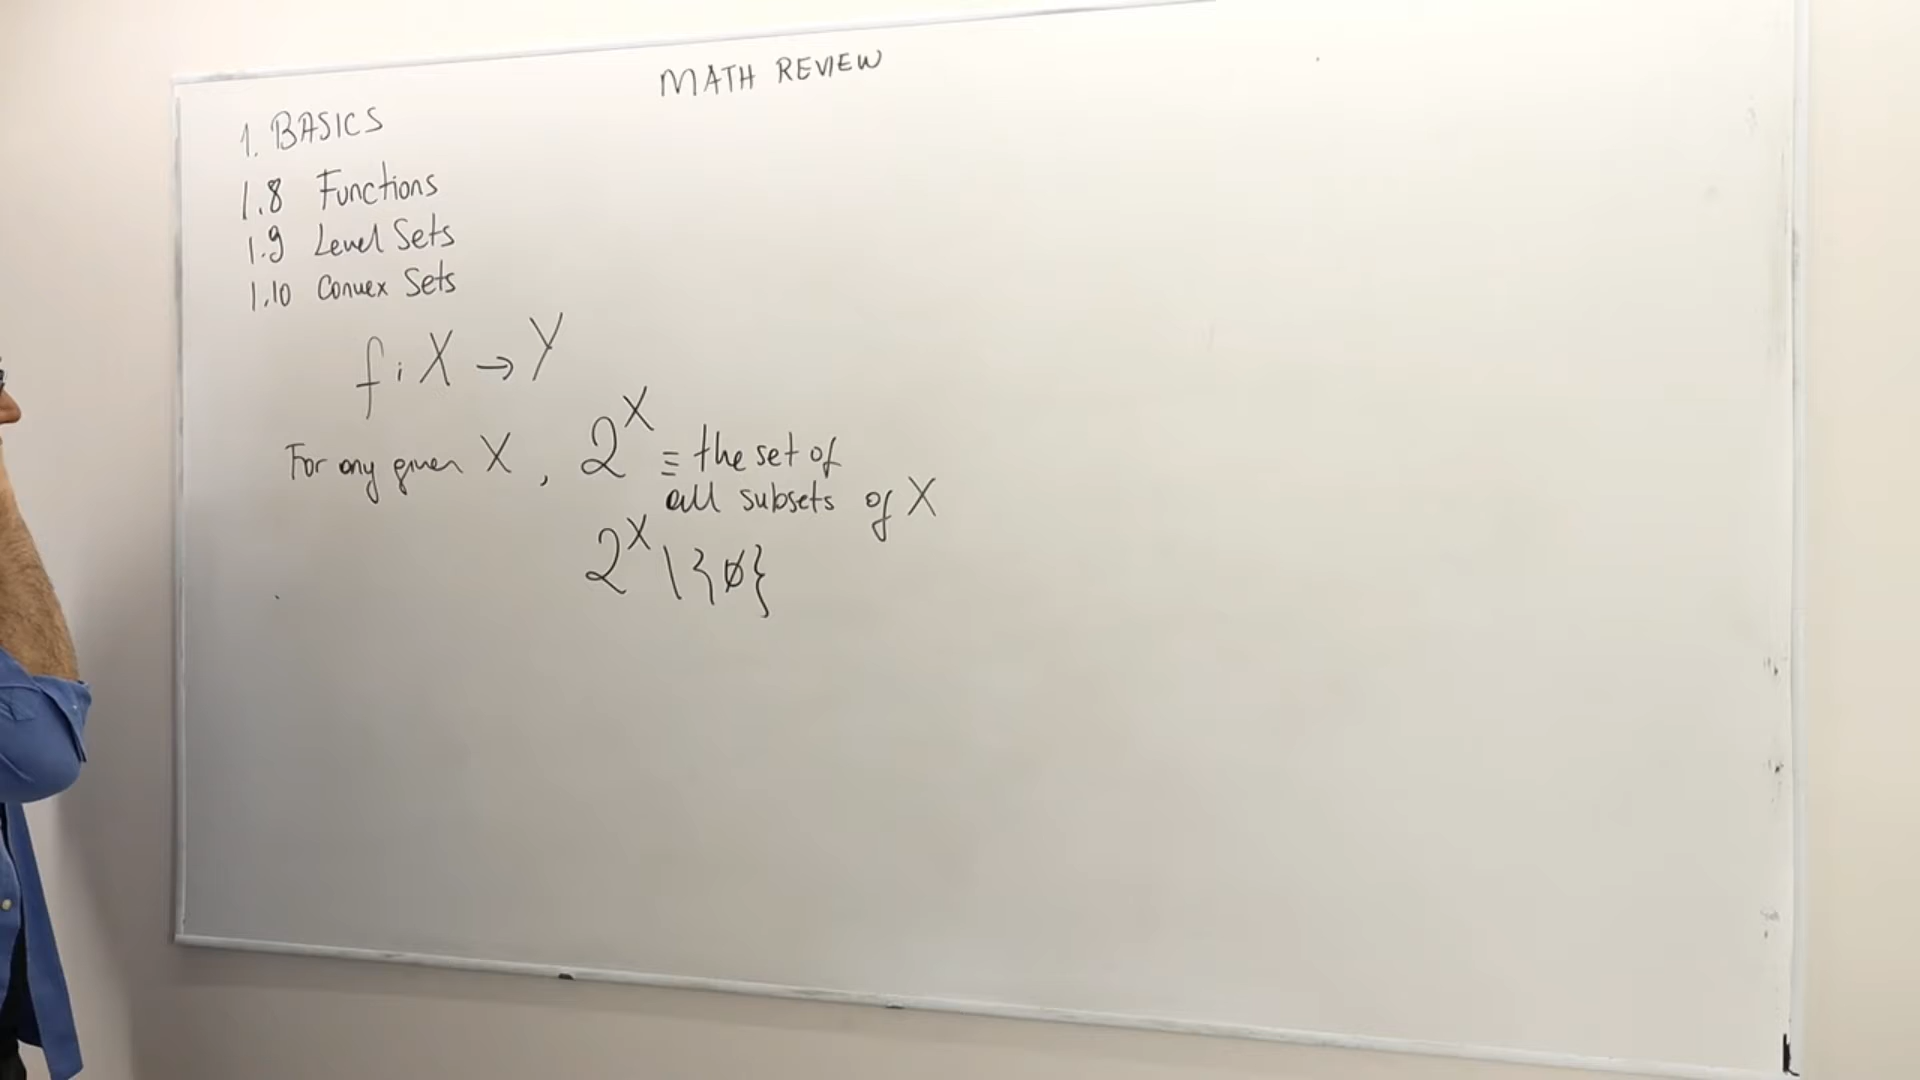 MATH REVIEW
1. BASICS
1.8 Functions
1.9 Level Sets
1.10 Convex Sets
f: X → Y
For any given X, 2^X ≡ the set of
all subsets of X
2^X \ {∅}